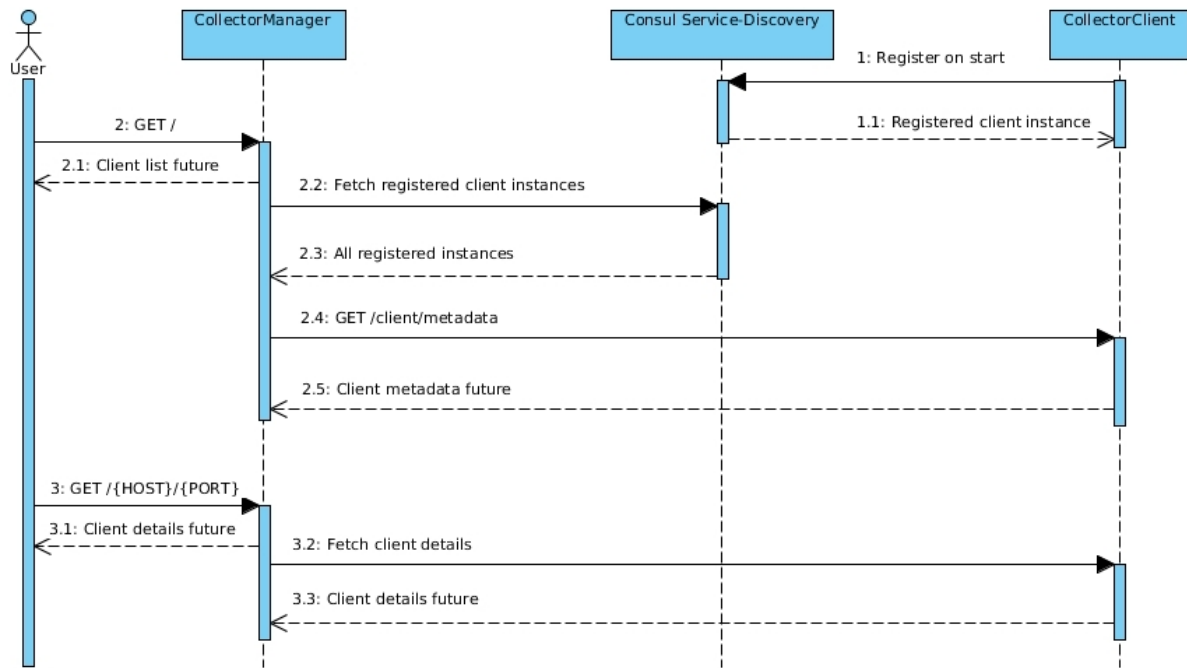 CollectorManager
Consul Service-Discovery
CollectorClient
User
1: Register on start
1.1: Registered client instance
2: GET /
2.1: Client list future
2.2: Fetch registered client instances
2.3: All registered instances
2.4: GET /client/metadata
2.5: Client metadada future
3: GET /{HOST}/{PORT}
3.1: Client details future
3.2: Fetch client details
3.3: Client details future